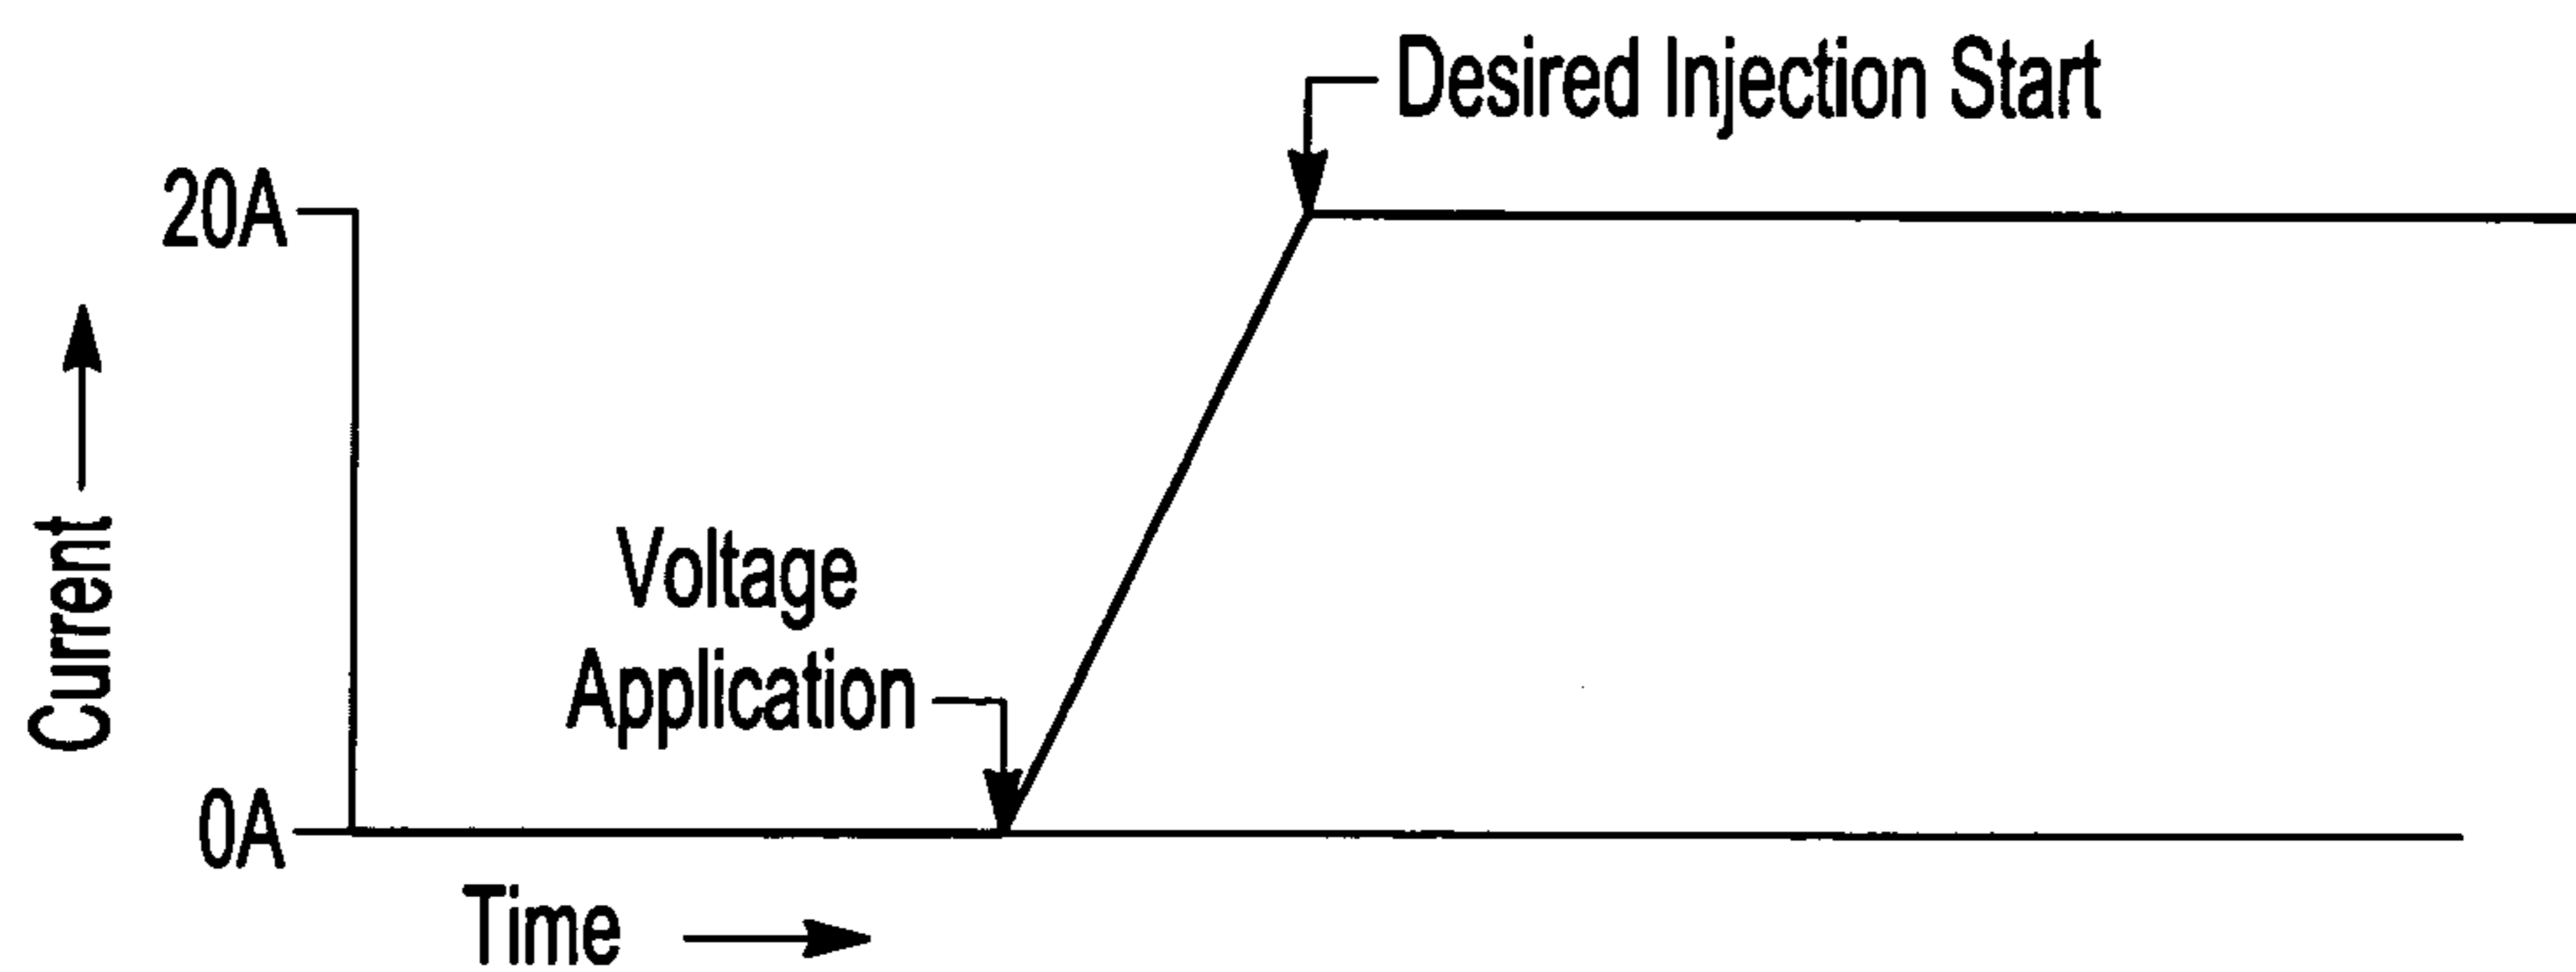 Desired Injection Start
20A
Current
Voltage
Application
0A
Time